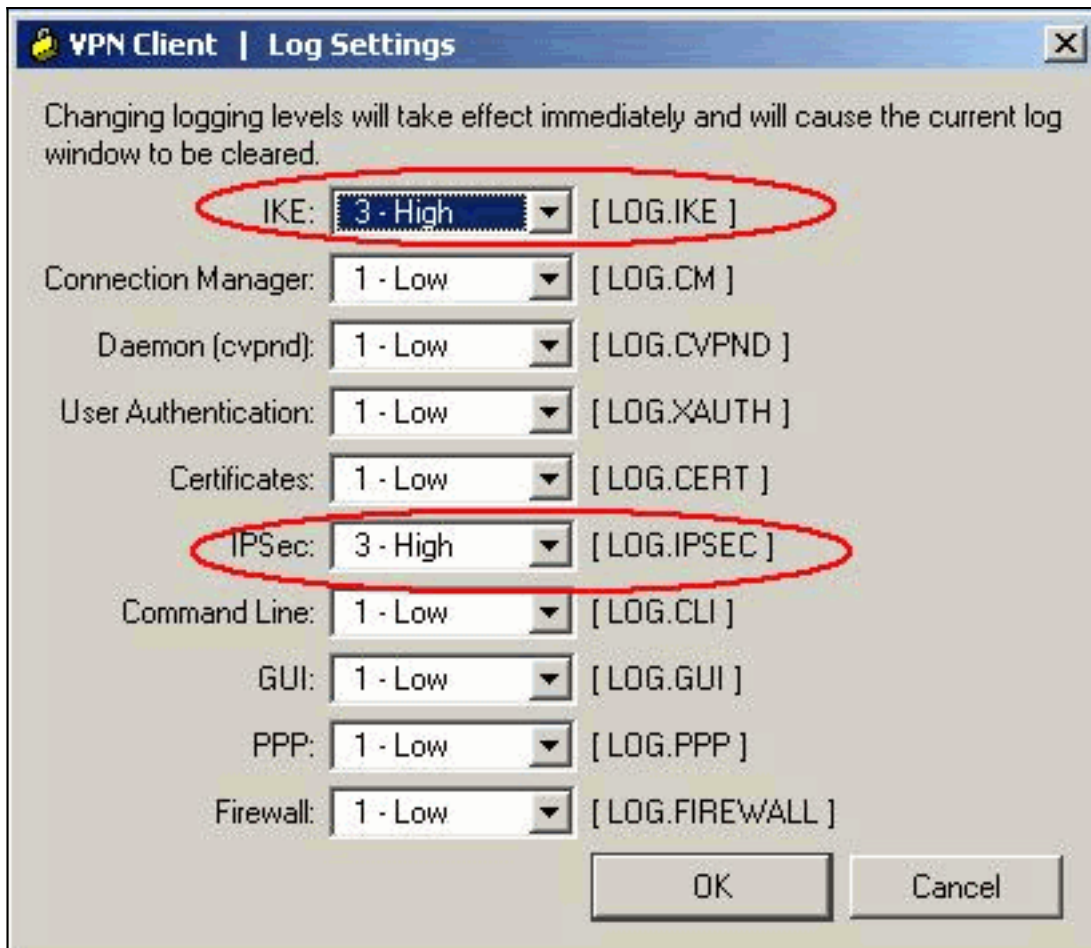 VPN Client | Log Settings
Changing logging levels will take effect immediately and will cause the current log
window to be cleared.
IKE: 3 - High [ LOG.IKE ]
Connection Manager: 1 - Low [ LOG.CM ]
Daemon (cvpnd): 1 - Low [ LOG.CVPND ]
User Authentication: 1 - Low [ LOG.XAUTH ]
Certificates: 1 - Low [ LOG.CERT ]
IPSec: 3 - High [ LOG.IPSEC ]
Command Line: 1 - Low [ LOG.CLI ]
GUI: 1 - Low [ LOG.GUI ]
PPP: 1 - Low [ LOG.PPP ]
Firewall: 1 - Low [ LOG.FIREWALL ]
OK Cancel